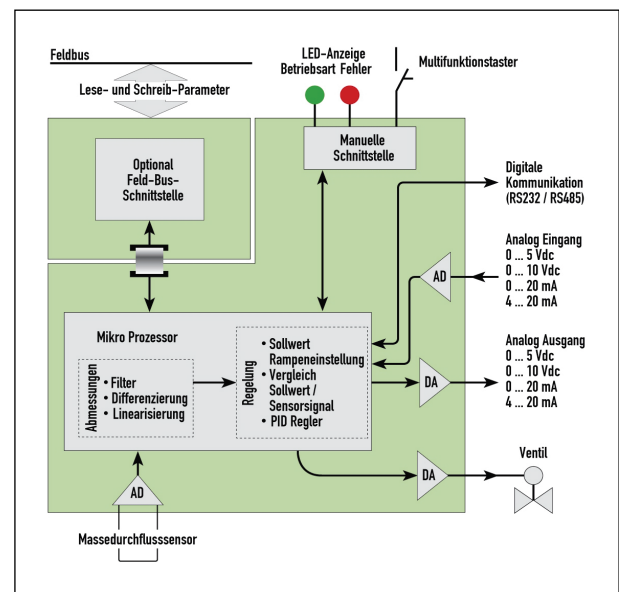 Feldbus
Lese- und Schreib-Parameter
LED-Anzeige
Betriebsart Fehler
Multifunktionstaster
Optional
Feld-Bus-
Schnittstelle
Manuelle
Schnittstelle
Digitale
Kommunikation
(RS232 / RS485)
Analog Eingang
0 ... 5 Vdc
0 ... 10 Vdc
0 ... 20 mA
4 ... 20 mA
AD
Mikro Prozessor
Abmessungen
• Filter
• Differenzierung
• Linearisierung
Regelung
• Sollwert
Rampeneinstellung
• Vergleich
Sollwert /
Sensorsignal
• PID Regler
Analog Ausgang
0 ... 5 Vdc
0 ... 10 Vdc
0 ... 20 mA
4 ... 20 mA
DA
Ventil
DA
AD
Massedurchflusssensor